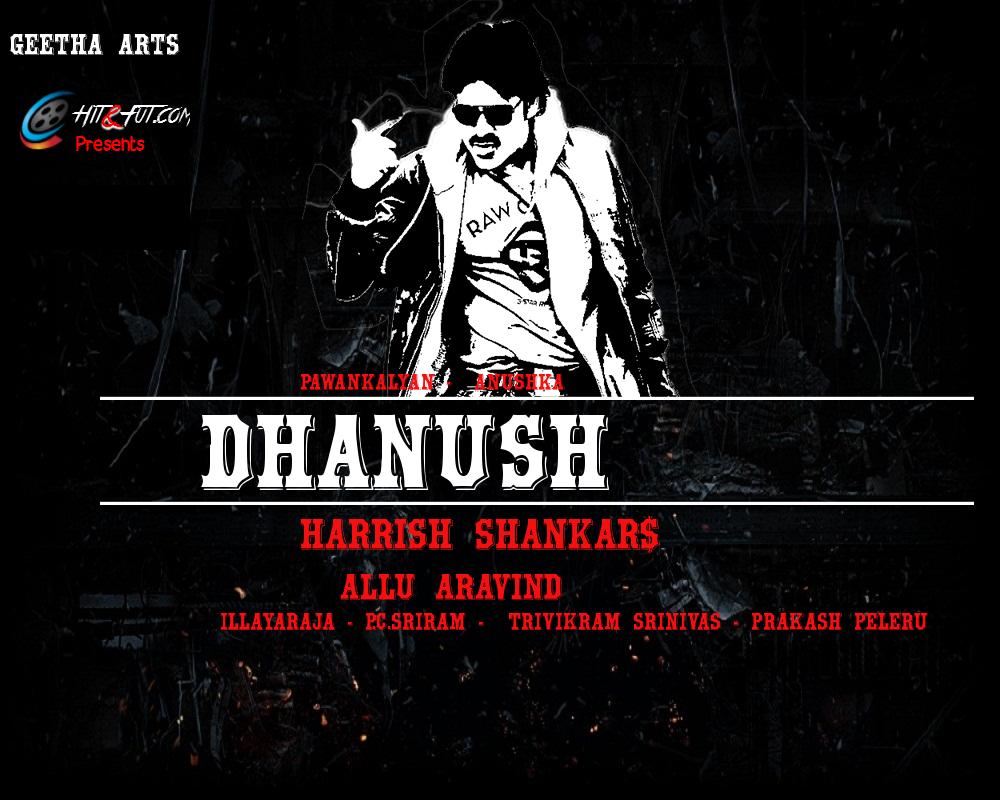 GEETHA ARTS
HIT&FUT.COM
Presents
RAW
PAWANKALYAN - ANUSHKA
DHANUSH
HARRISH SHANKAR$
ALLU ARAVIND
ILLAYARAJA - PC.SRIRAM - TRIVIKRAM SRINIVAS - PRAKASH PELERU